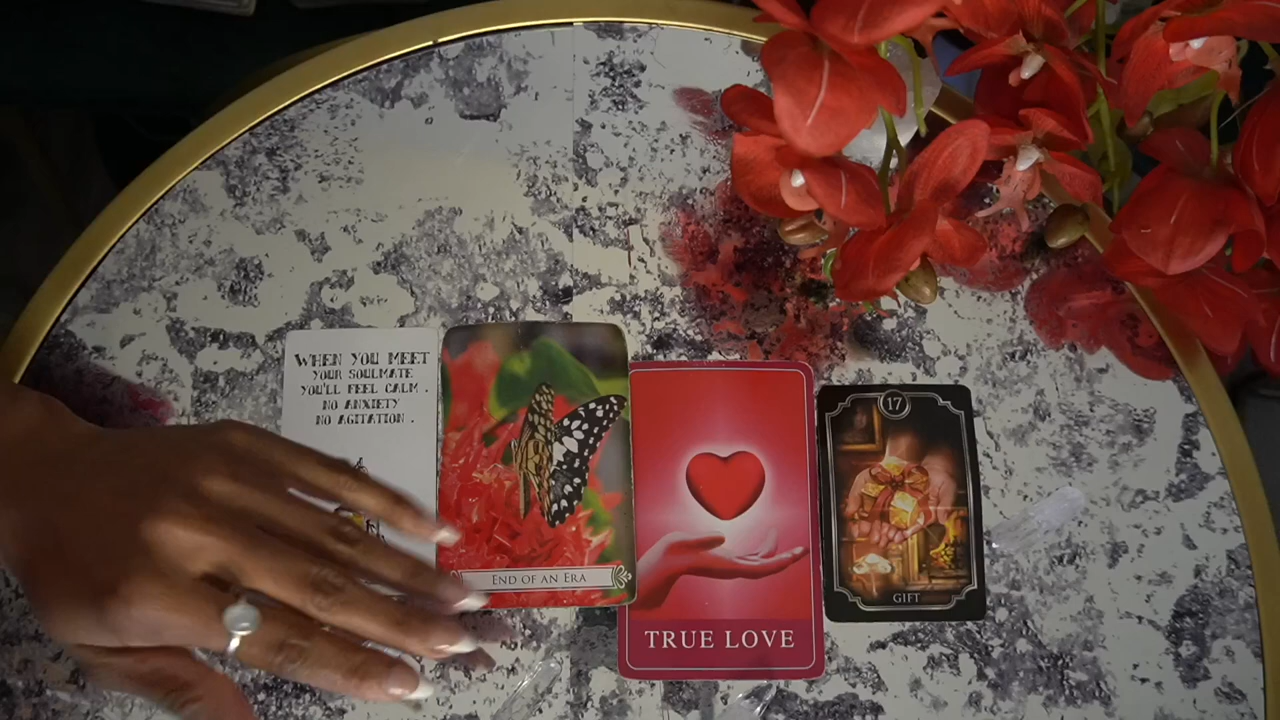 WHEN YOU MEET
YOUR SOULMATE
YOU'LL FEEL CALM .
NO ANXIETY
NO AGITATION .
END OF AN ERA
TRUE LOVE
17
GIFT